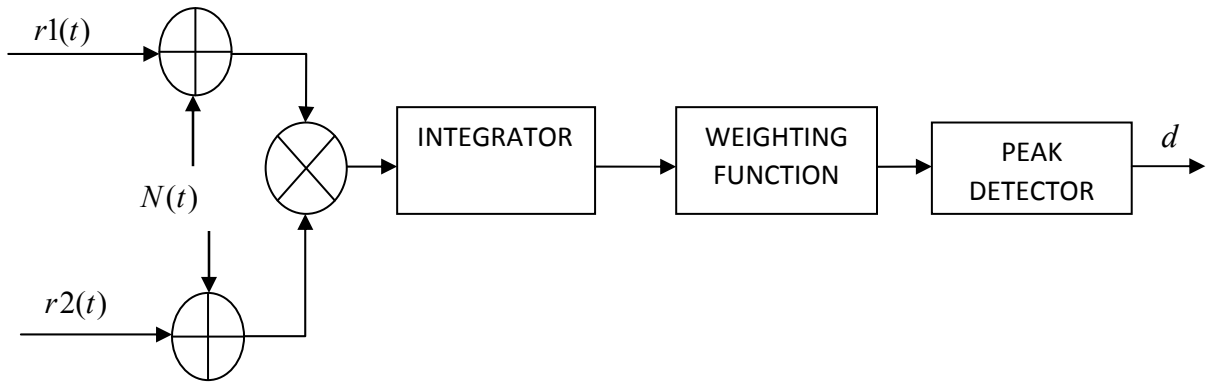 r1(t)
N(t)
r2(t)
INTEGRATOR
WEIGHTING
FUNCTION
PEAK
DETECTOR
d